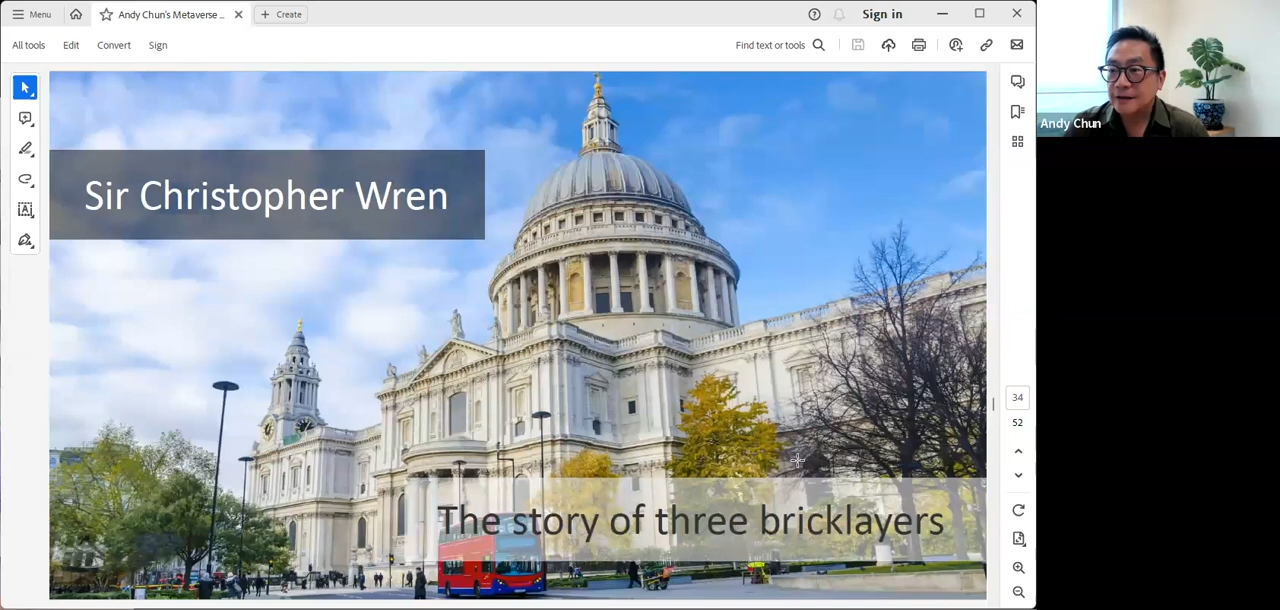 Menu
Andy Chun's Metaverse ...
Create
Sign in
All tools
Edit
Convert
Sign
Find text or tools
Sir Christopher Wren
The story of three bricklayers
34
52
Andy Chun